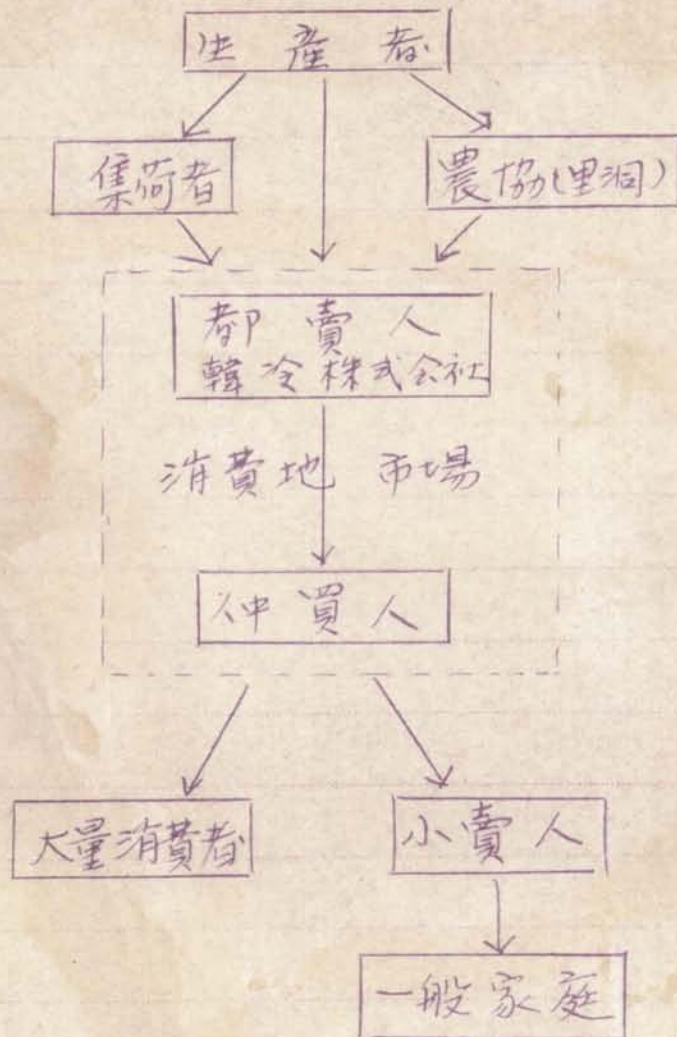 生産者
集荷者
農協(里洞)
都賣人
韓冷株式会社
消費地 市場
仲買人
大量消費者
小賣人
一般家庭